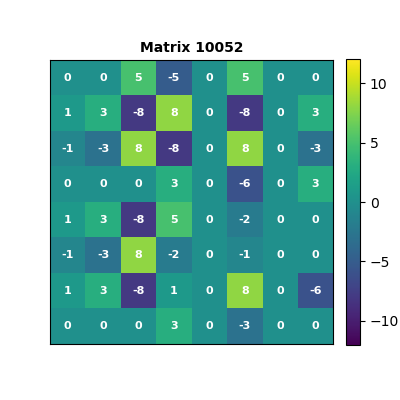 Matrix 10052
0 0 5 -5 0 5 0 0
1 3 -8 8 0 -8 0 3
-1 -3 8 -8 0 8 0 -3
0 0 0 3 0 -6 0 3
1 3 -8 5 0 -2 0 0
-1 -3 8 -2 0 -1 0 0
1 3 -8 1 0 8 0 -6
0 0 0 3 0 -3 0 0
10
5
0
−5
−10